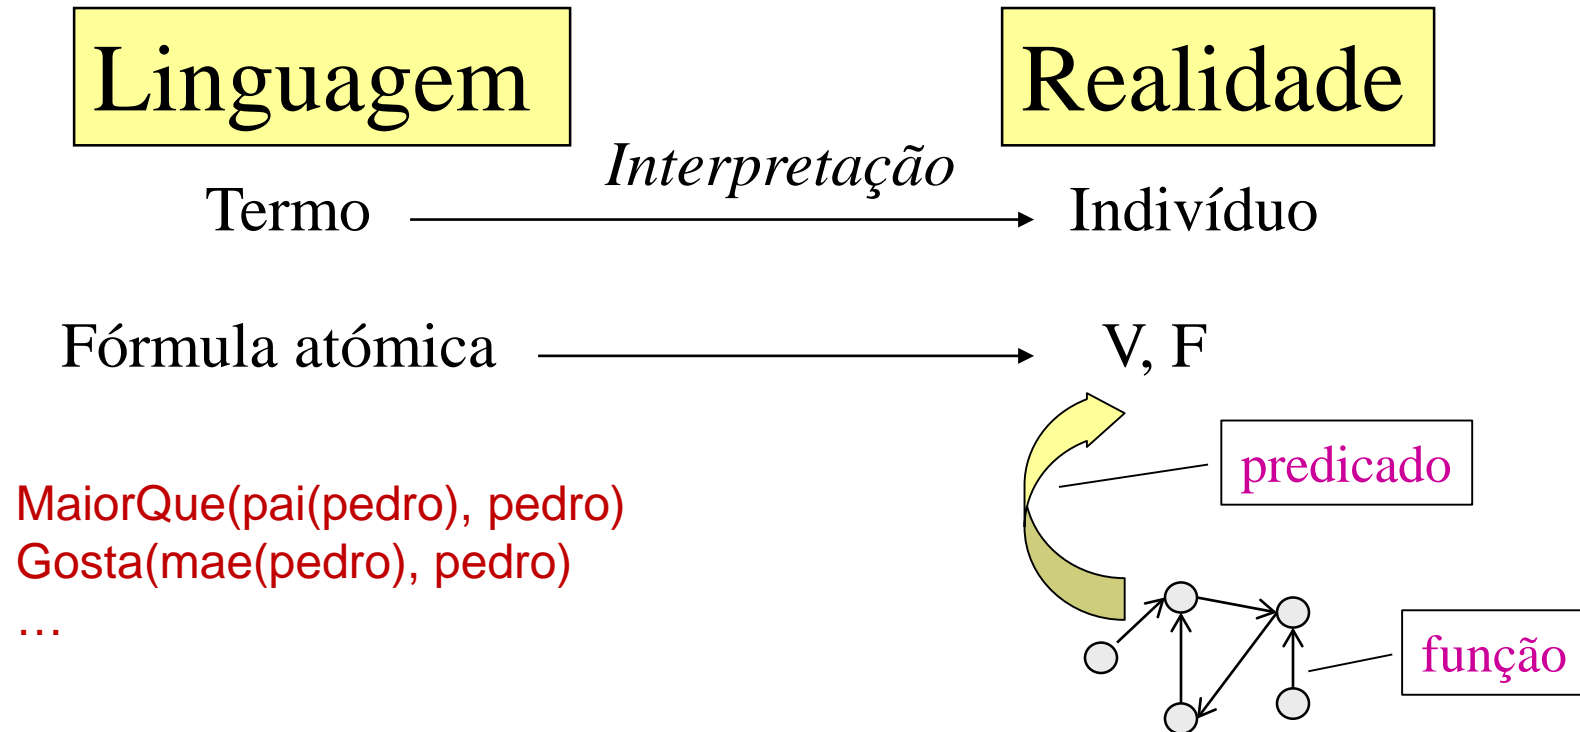 Linguagem
Realidade
Interpretação
Termo
Indivíduo
Fórmula atómica
V, F
predicado
MaiorQue(pai(pedro), pedro)
Gosta(mae(pedro), pedro)
…
função